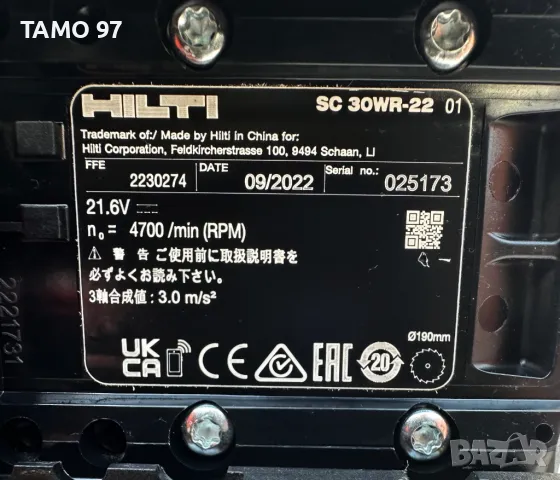 TAMO 97
HILTI SC 30WR-22 01
Trademark of:/ Made by Hilti in China for:
Hilti Corporation, Feldkircherstrasse 100, 9494 Schaan, LI
FFE 2230274 DATE 09/2022 Serial no.: 025173
21.6V
n₀ = 4700 /min (RPM)
⚠ 警 告 ご使用前に取扱説明書を
必ずよくお読み下さい。
3軸合成値 : 3.0 m/s²
Ø190mm
UK
CA CE EAC 20
2221731
BAZAR